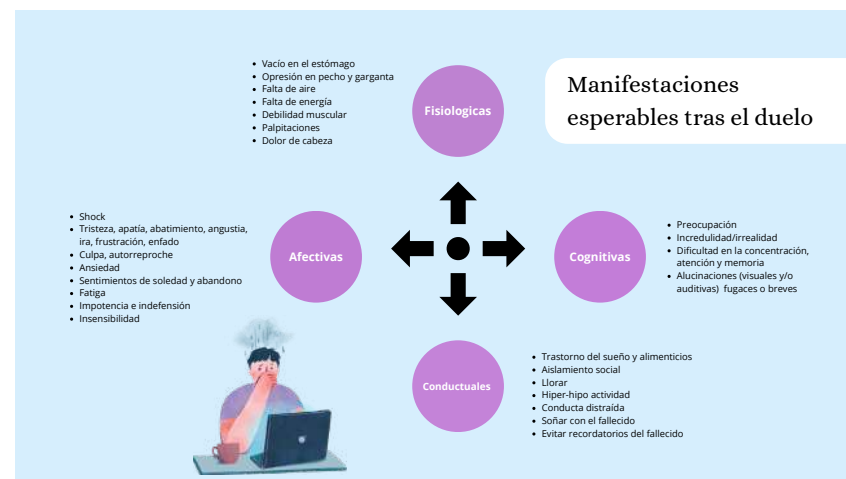 Manifestaciones
esperables tras el duelo
• Vacío en el estómago
• Opresión en pecho y garganta
• Falta de aire
• Falta de energía
• Debilidad muscular
• Palpitaciones
• Dolor de cabeza
Fisiologicas
• Shock
• Tristeza, apatía, abatimiento, angustia,
ira, frustración, enfado
• Culpa, autorreproche
• Ansiedad
• Sentimientos de soledad y abandono
• Fatiga
• Impotencia e indefensión
• Insensibilidad
Afectivas
Cognitivas
• Preocupación
• Incredulidad/irrealidad
• Dificultad en la concentración,
atención y memoria
• Alucinaciones (visuales y/o
auditivas) fugaces o breves
Conductuales
• Trastorno del sueño y alimenticios
• Aislamiento social
• Llorar
• Hiper-hipo actividad
• Conducta distraída
• Soñar con el fallecido
• Evitar recordatorios del fallecido